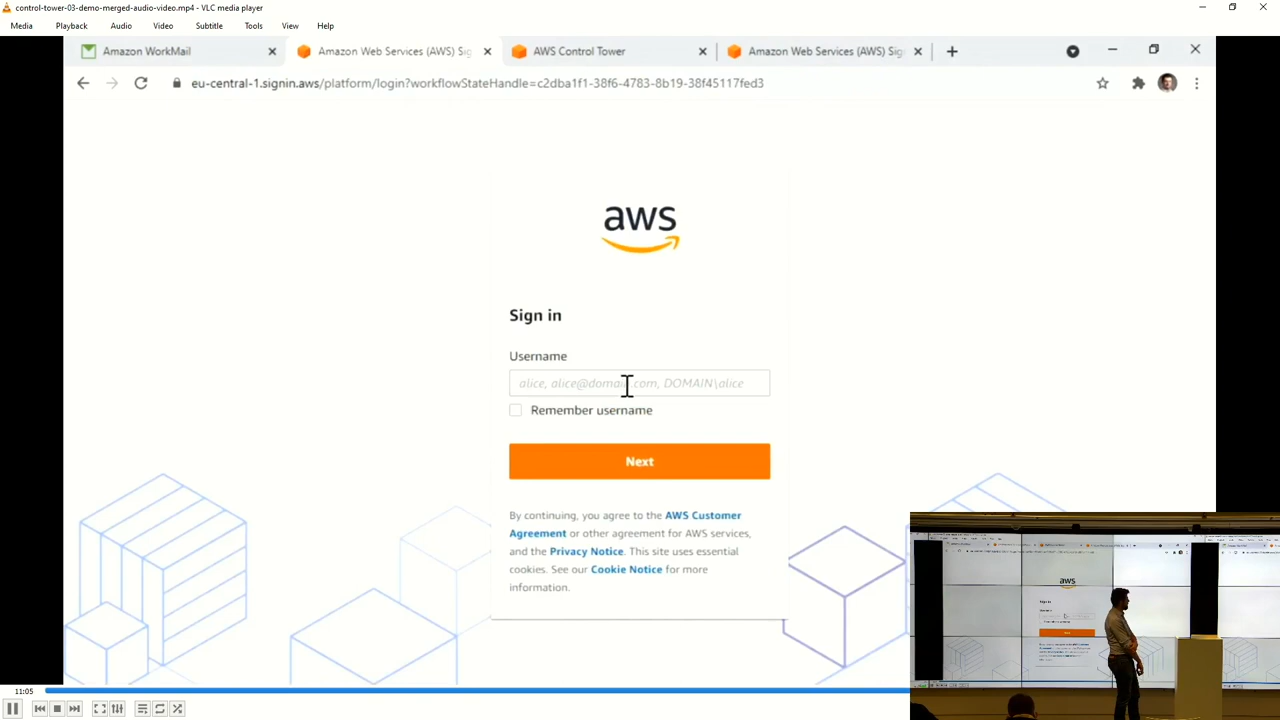 control-tower-03-demo-merged-audio-video.mp4 - VLC media player
Media Playback Audio Video Subtitle Tools View Help
Amazon WorkMail
Amazon Web Services (AWS) Sig
AWS Control Tower
Amazon Web Services (AWS) Sig
eu-central-1.signin.aws/platform/login?workflowStateHandle=c2dba1f1-38f6-4783-8b19-38f45117fed3
aws
Sign in
Username
alice, alice@domain.com, DOMAIN\alice
Remember username
Next
By continuing, you agree to the AWS Customer
Agreement or other agreement for AWS services,
and the Privacy Notice. This site uses essential
cookies. See our Cookie Notice for more
information.
11:05
aws